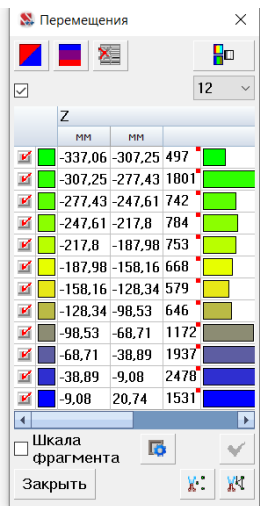 Перемещения
12
Z
мм мм
-337,06 -307,25 497
-307,25 -277,43 1801
-277,43 -247,61 742
-247,61 -217,8 784
-217,8 -187,98 753
-187,98 -158,16 668
-158,16 -128,34 579
-128,34 -98,53 646
-98,53 -68,71 1172
-68,71 -38,89 1937
-38,89 -9,08 2478
-9,08 20,74 1531
Шкала
фрагмента
Закрыть